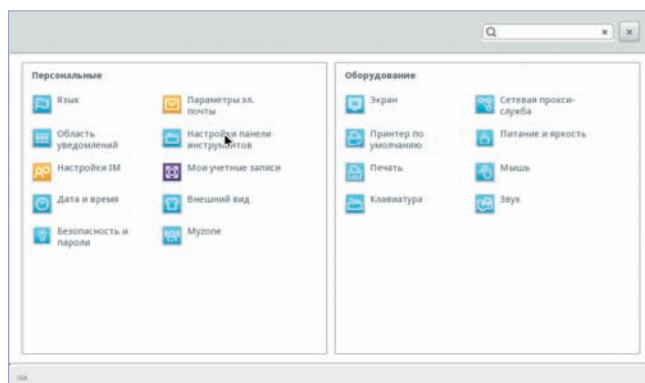 Персональные
Язык
Параметры эл.
почты
Область
уведомлений
Настройки панели
инструментов
Настройки IM
Мои учетные записи
Дата и время
Внешний вид
Безопасность и
пароли
Myzone
Оборудование
Экран
Сетевая прокси-
служба
Принтер по
умолчанию
Питание и яркость
Печать
Мышь
Клавиатура
Звук